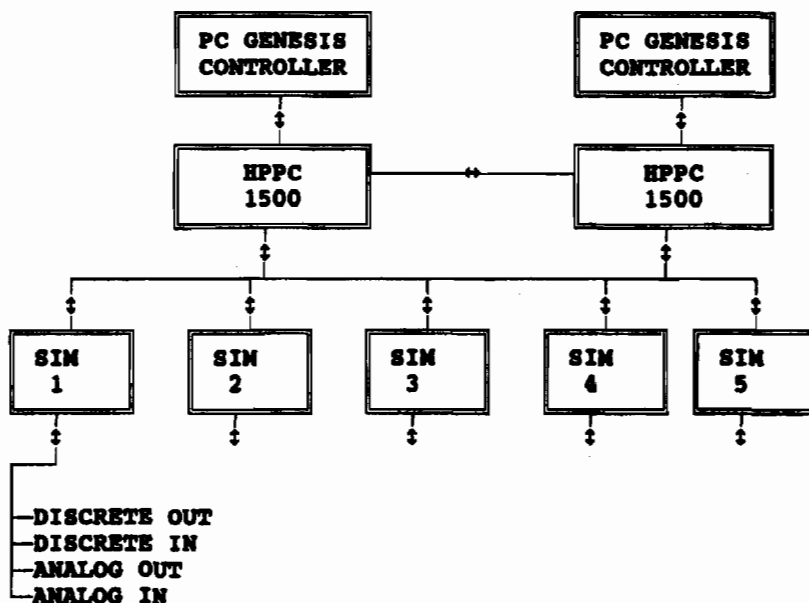 PC GENESIS
CONTROLLER
PC GENESIS
CONTROLLER
HPPC
1500
HPPC
1500
SIM
1
SIM
2
SIM
3
SIM
4
SIM
5
DISCRETE OUT
DISCRETE IN
ANALOG OUT
ANALOG IN